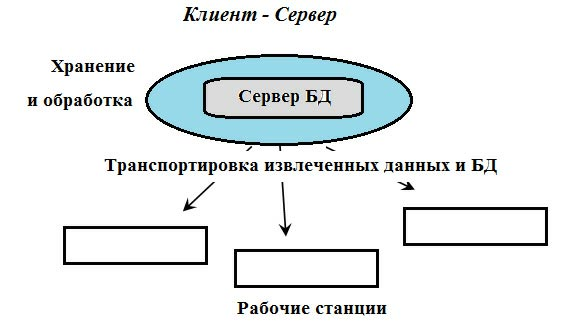 Клиент - Сервер
Хранение
и обработка
Сервер БД
Транспортировка извлеченных данных и БД
Рабочие станции